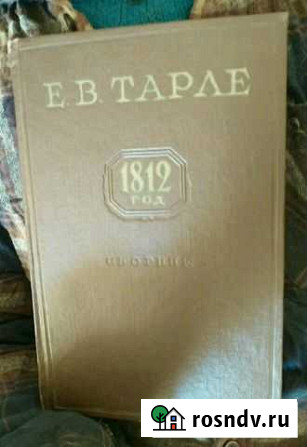 Е. В. ТАРЛЕ
1812
ГОД
СБОРНИК
rosndv.ru